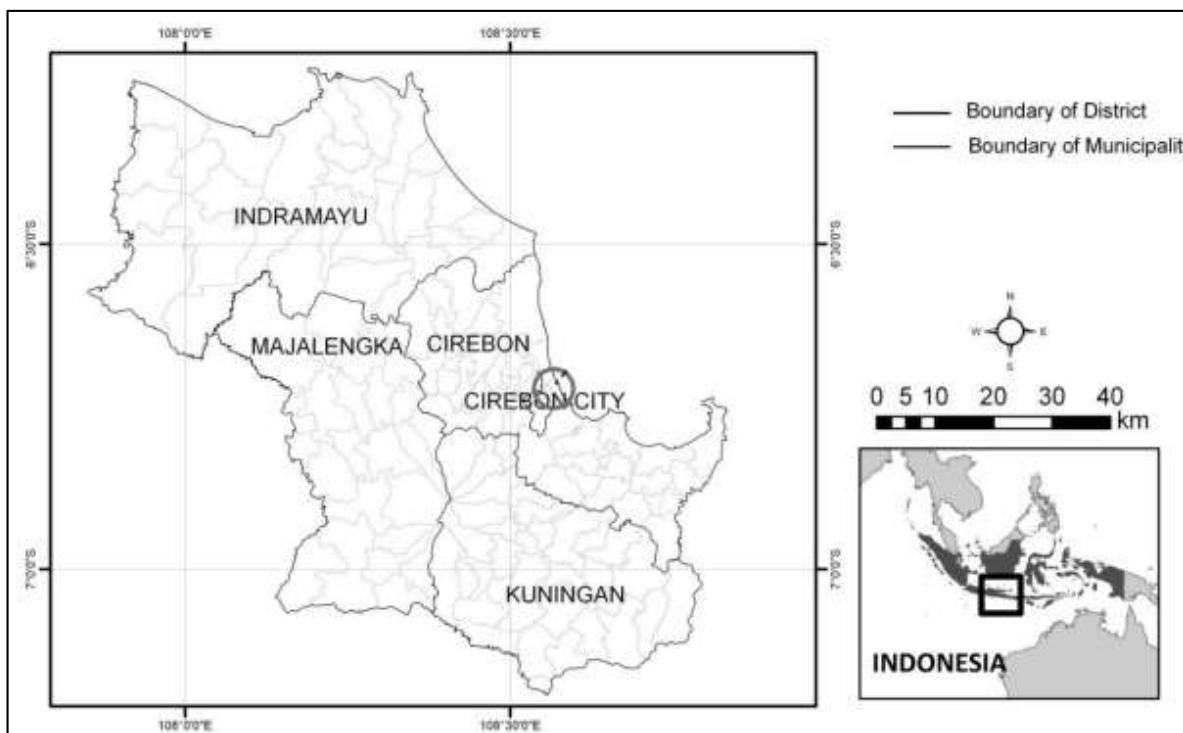 108°0'0"E 108°30'0"E
Boundary of District
Boundary of Municipalit
INDRAMAYU
6°30'0"S 6°30'0"S
N
W E
S
MAJALENGKA CIREBON
CIREBON CITY
0 5 10 20 30 40
km
7°0'0"S 7°0'0"S
KUNINGAN
INDONESIA
108°0'0"E 108°30'0"E